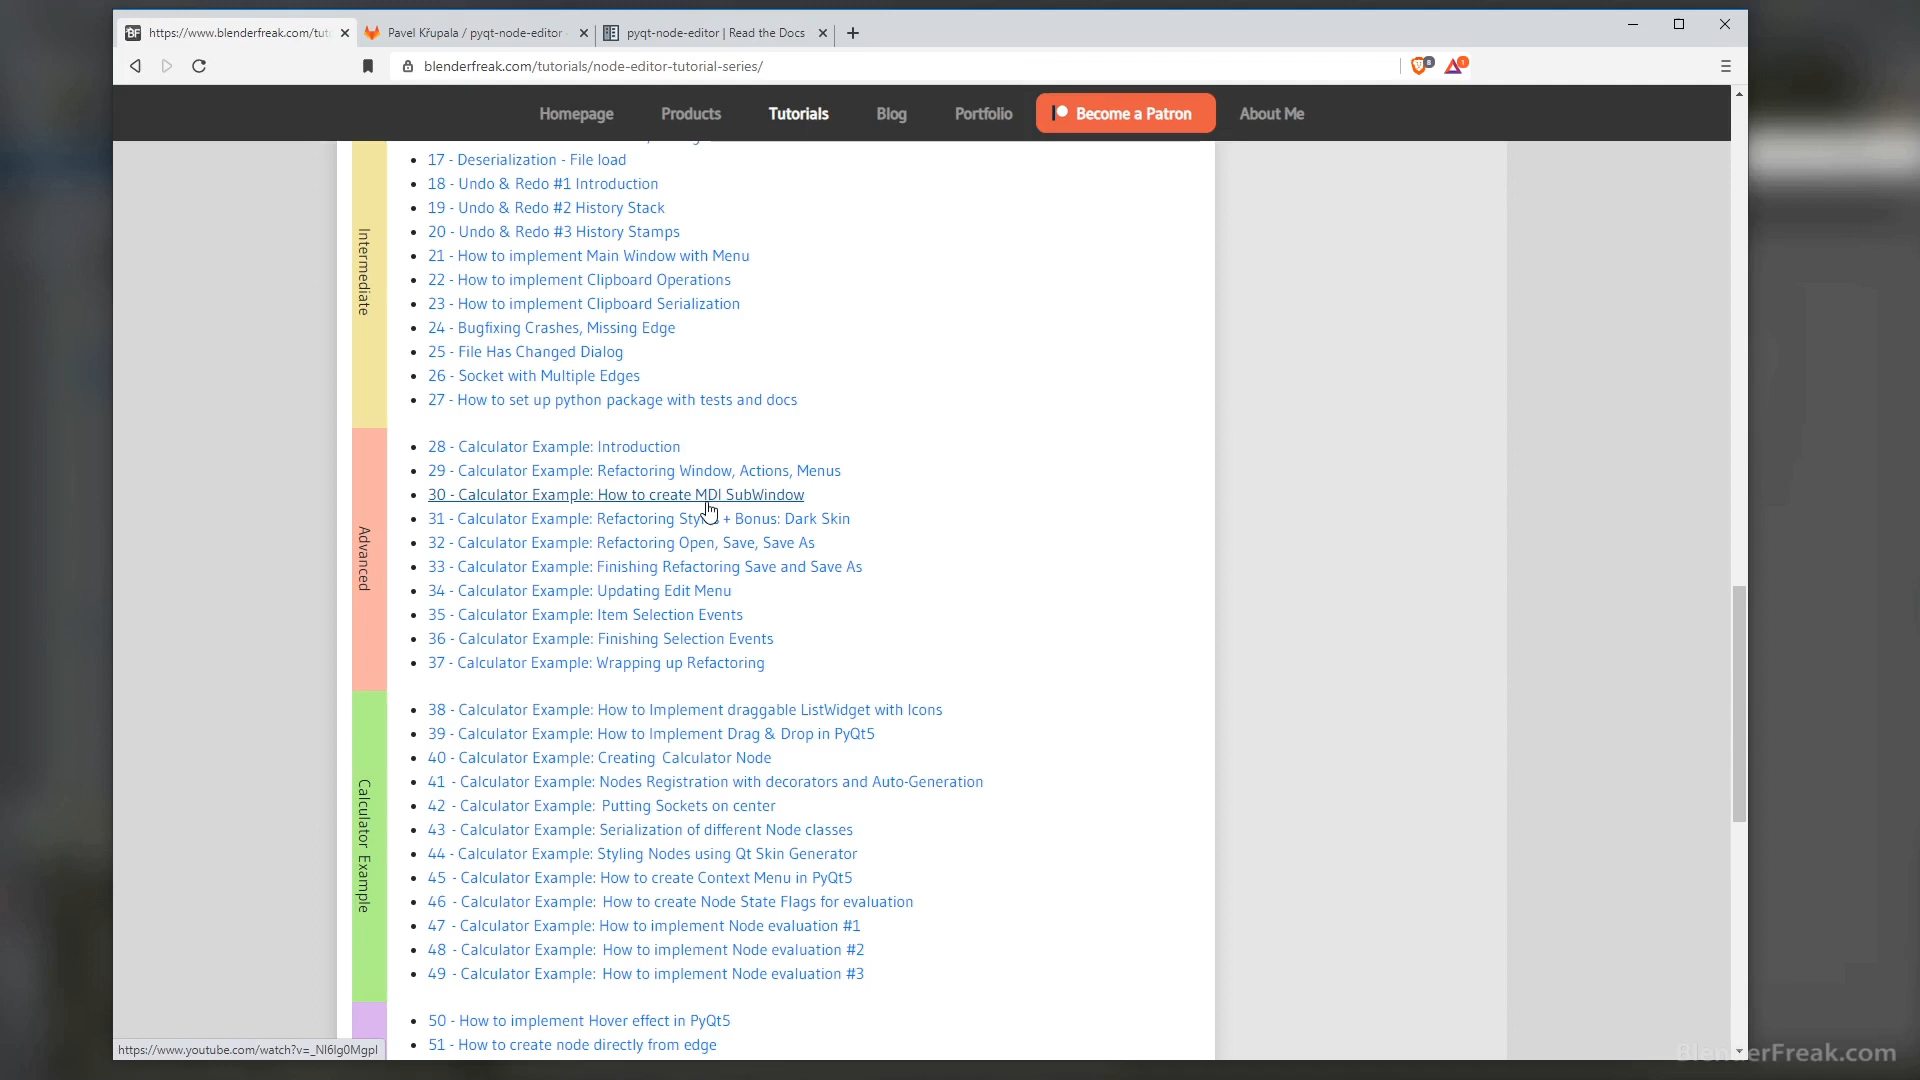 https://www.blenderfreak.com/tut
Pavel Křupala / pyqt-node-editor
pyqt-node-editor | Read the Docs
blenderfreak.com/tutorials/node-editor-tutorial-series/
8
1
Homepage
Products
Tutorials
Blog
Portfolio
Become a Patron
About Me
Intermediate
17 - Deserialization - File load
18 - Undo & Redo #1 Introduction
19 - Undo & Redo #2 History Stack
20 - Undo & Redo #3 History Stamps
21 - How to implement Main Window with Menu
22 - How to implement Clipboard Operations
23 - How to implement Clipboard Serialization
24 - Bugfixing Crashes, Missing Edge
25 - File Has Changed Dialog
26 - Socket with Multiple Edges
27 - How to set up python package with tests and docs
Advanced
28 - Calculator Example: Introduction
29 - Calculator Example: Refactoring Window, Actions, Menus
30 - Calculator Example: How to create MDI SubWindow
31 - Calculator Example: Refactoring Styles + Bonus: Dark Skin
32 - Calculator Example: Refactoring Open, Save, Save As
33 - Calculator Example: Finishing Refactoring Save and Save As
34 - Calculator Example: Updating Edit Menu
35 - Calculator Example: Item Selection Events
36 - Calculator Example: Finishing Selection Events
37 - Calculator Example: Wrapping up Refactoring
Calculator Example
38 - Calculator Example: How to Implement draggable ListWidget with Icons
39 - Calculator Example: How to Implement Drag & Drop in PyQt5
40 - Calculator Example: Creating Calculator Node
41 - Calculator Example: Nodes Registration with decorators and Auto-Generation
42 - Calculator Example: Putting Sockets on center
43 - Calculator Example: Serialization of different Node classes
44 - Calculator Example: Styling Nodes using Qt Skin Generator
45 - Calculator Example: How to create Context Menu in PyQt5
46 - Calculator Example: How to create Node State Flags for evaluation
47 - Calculator Example: How to implement Node evaluation #1
48 - Calculator Example: How to implement Node evaluation #2
49 - Calculator Example: How to implement Node evaluation #3
50 - How to implement Hover effect in PyQt5
51 - How to create node directly from edge
https://www.youtube.com/watch?v=_NI6Ig0MgpI
BlenderFreak.com